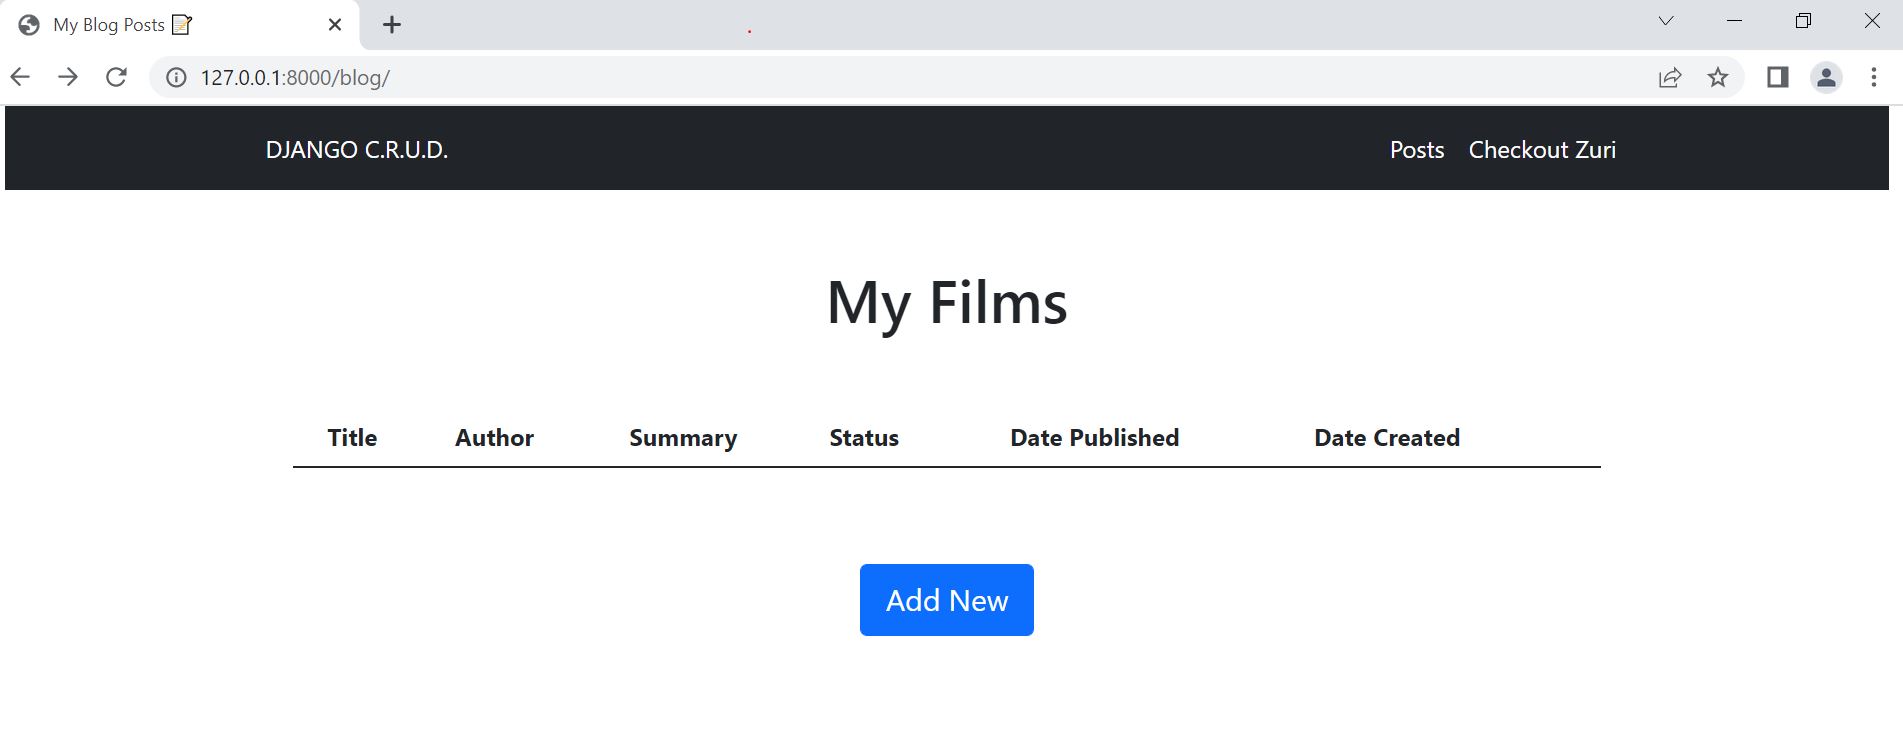 My Blog Posts 📝
127.0.0.1:8000/blog/
DJANGO C.R.U.D. Posts Checkout Zuri
My Films
Title Author Summary Status Date Published Date Created
Add New